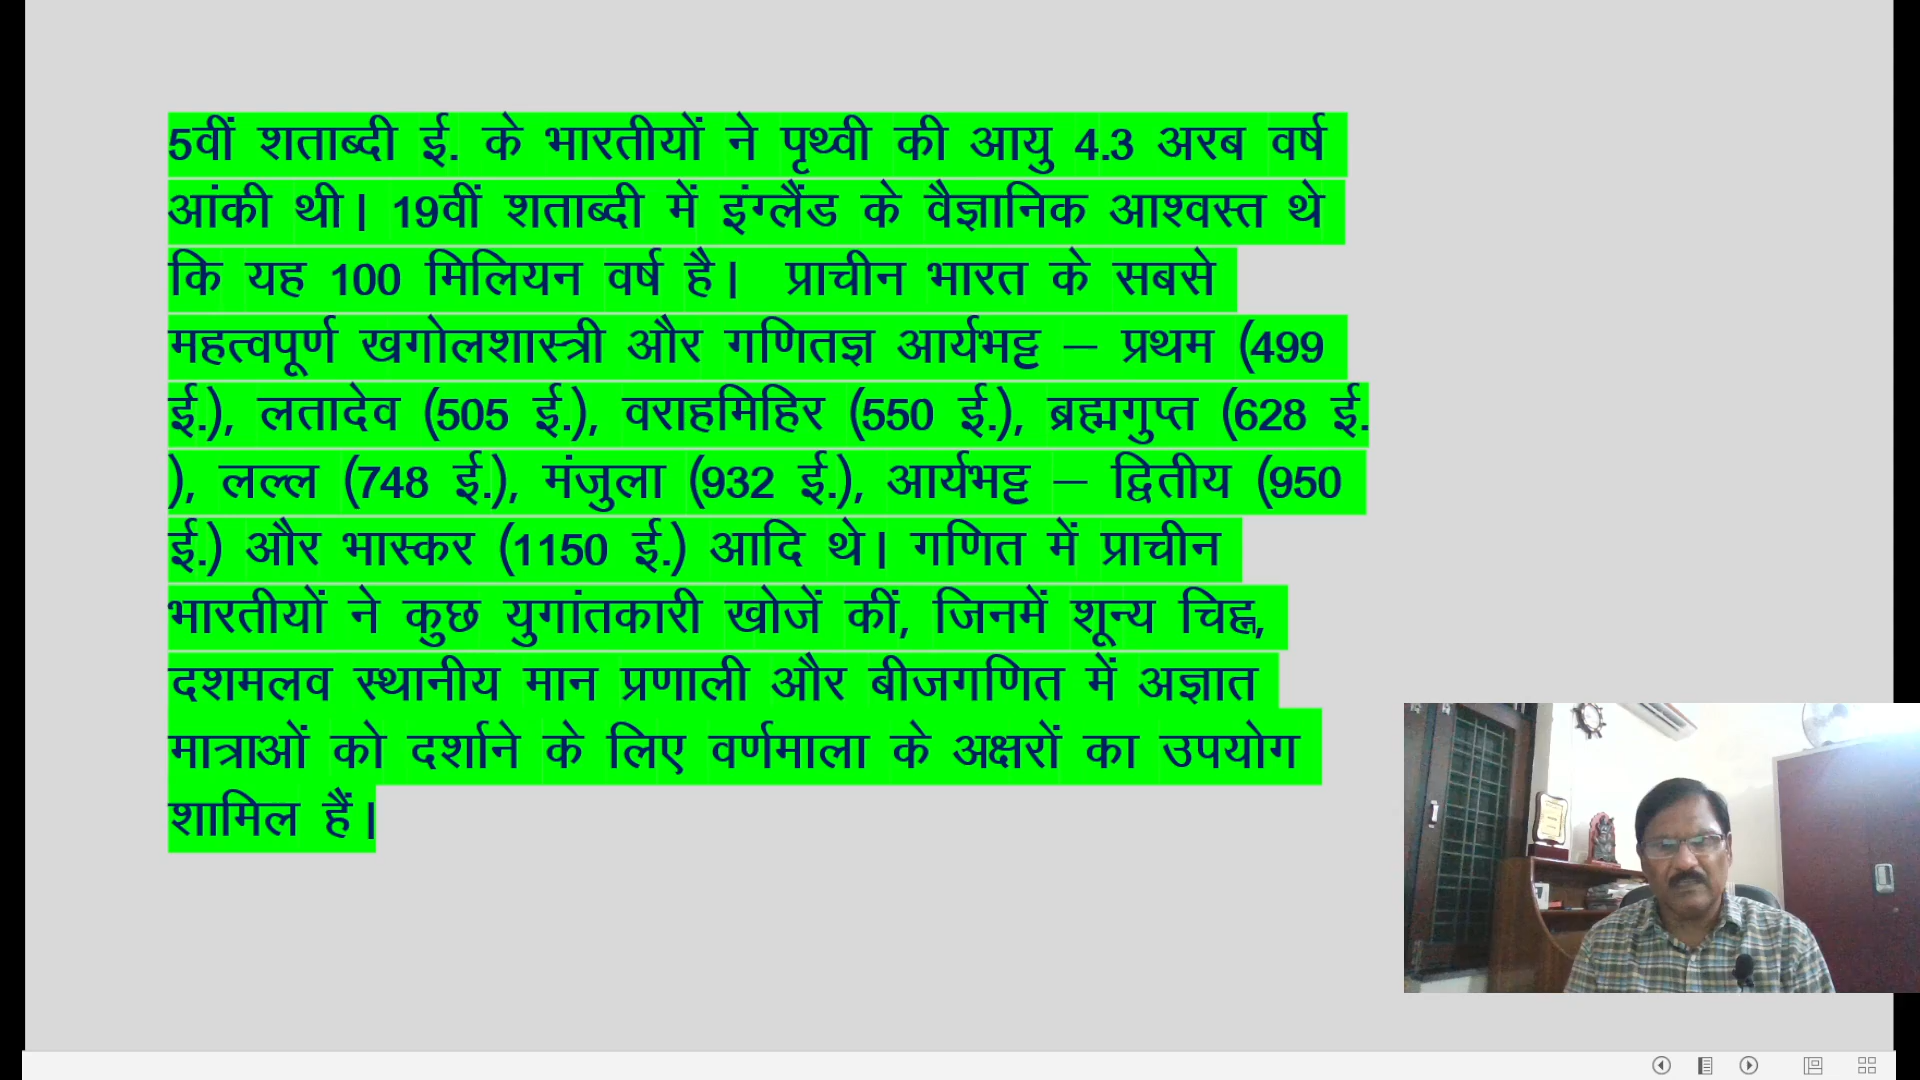 5वीं शताब्दी ई. के भारतीयों ने पृथ्वी की आयु 4.3 अरब वर्ष
आंकी थी। 19वीं शताब्दी में इंग्लैंड के वैज्ञानिक आश्वस्त थे
कि यह 100 मिलियन वर्ष है। प्राचीन भारत के सबसे
महत्वपूर्ण खगोलशास्त्री और गणितज्ञ आर्यभट्ट – प्रथम (499
ई.), लतादेव (505 ई.), वराहमिहिर (550 ई.), ब्रह्मगुप्त (628 ई.
), लल्ल (748 ई.), मंजुला (932 ई.), आर्यभट्ट – द्वितीय (950
ई.) और भास्कर (1150 ई.) आदि थे। गणित में प्राचीन
भारतीयों ने कुछ युगांतकारी खोजें कीं, जिनमें शून्य चिह्न,
दशमलव स्थानीय मान प्रणाली और बीजगणित में अज्ञात
मात्राओं को दर्शाने के लिए वर्णमाला के अक्षरों का उपयोग
शामिल हैं।